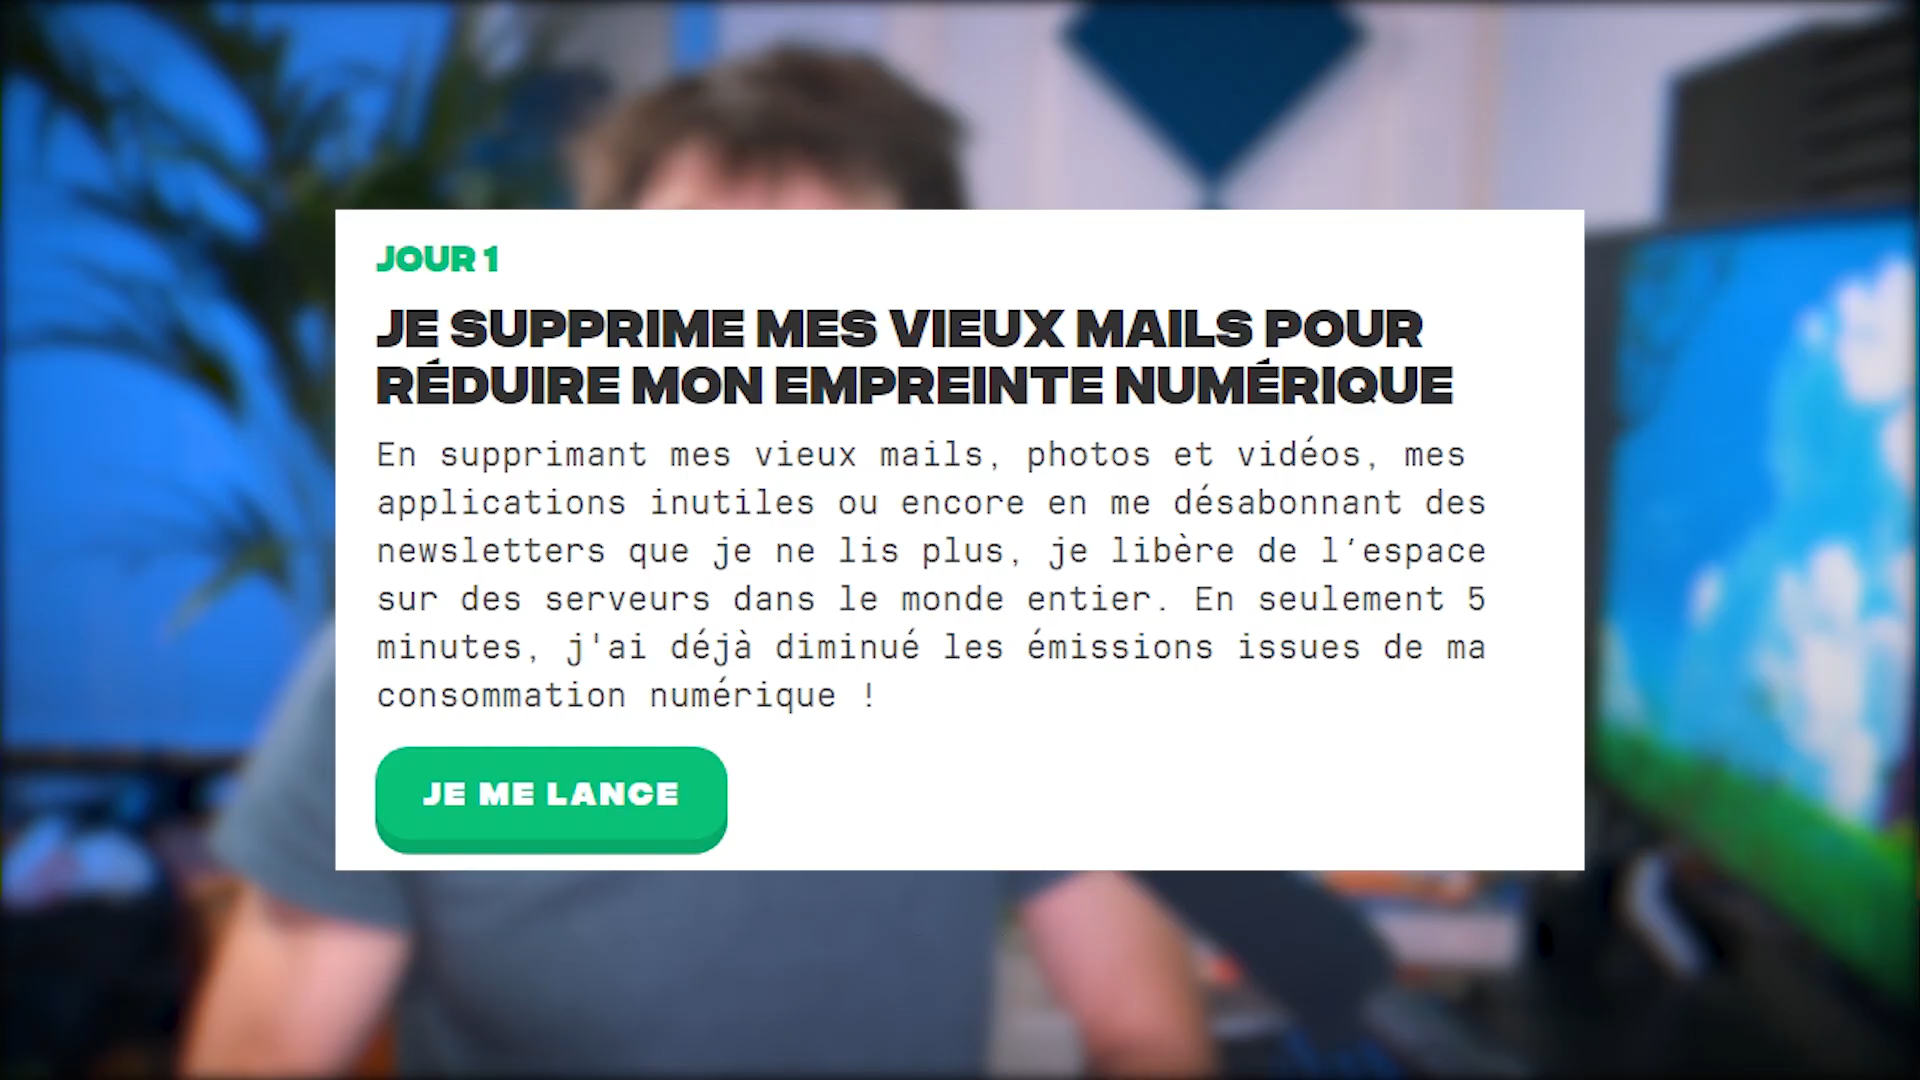 JOUR 1
JE SUPPRIME MES VIEUX MAILS POUR
RÉDUIRE MON EMPREINTE NUMÉRIQUE
En supprimant mes vieux mails, photos et vidéos, mes
applications inutiles ou encore en me désabonnant des
newsletters que je ne lis plus, je libère de l’espace
sur des serveurs dans le monde entier. En seulement 5
minutes, j'ai déjà diminué les émissions issues de ma
consommation numérique !
JE ME LANCE